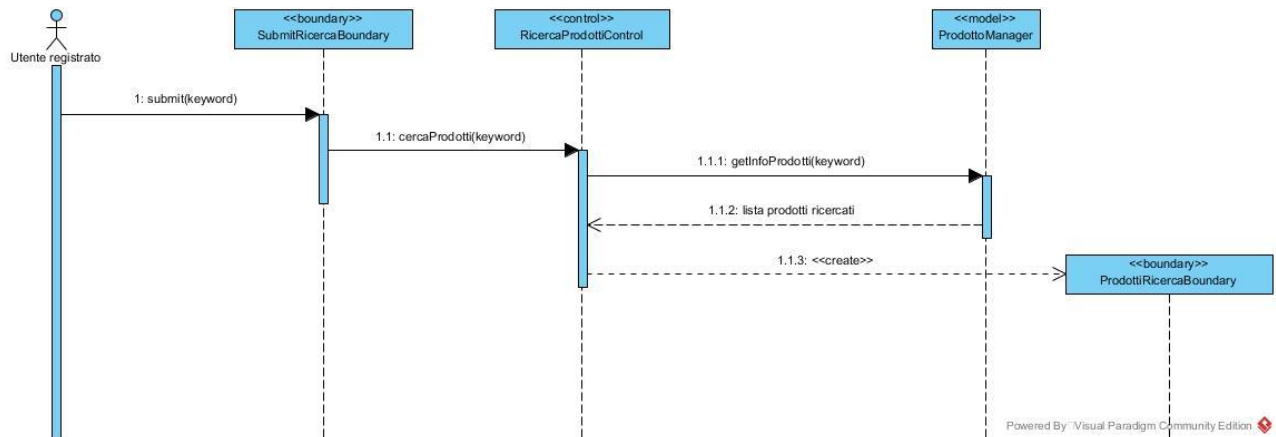 <<boundary>>
SubmitRicercaBoundary
<<control>>
RicercaProdottiControl
<<model>>
ProdottoManager
Utente registrato
1: submit(keyword)
1.1: cercaProdotti(keyword)
1.1.1: getInfoProdotti(keyword)
1.1.2: lista prodotti ricercati
1.1.3: <<create>>
<<boundary>>
ProdottiRicercaBoundary
Powered By Visual Paradigm Community Edition